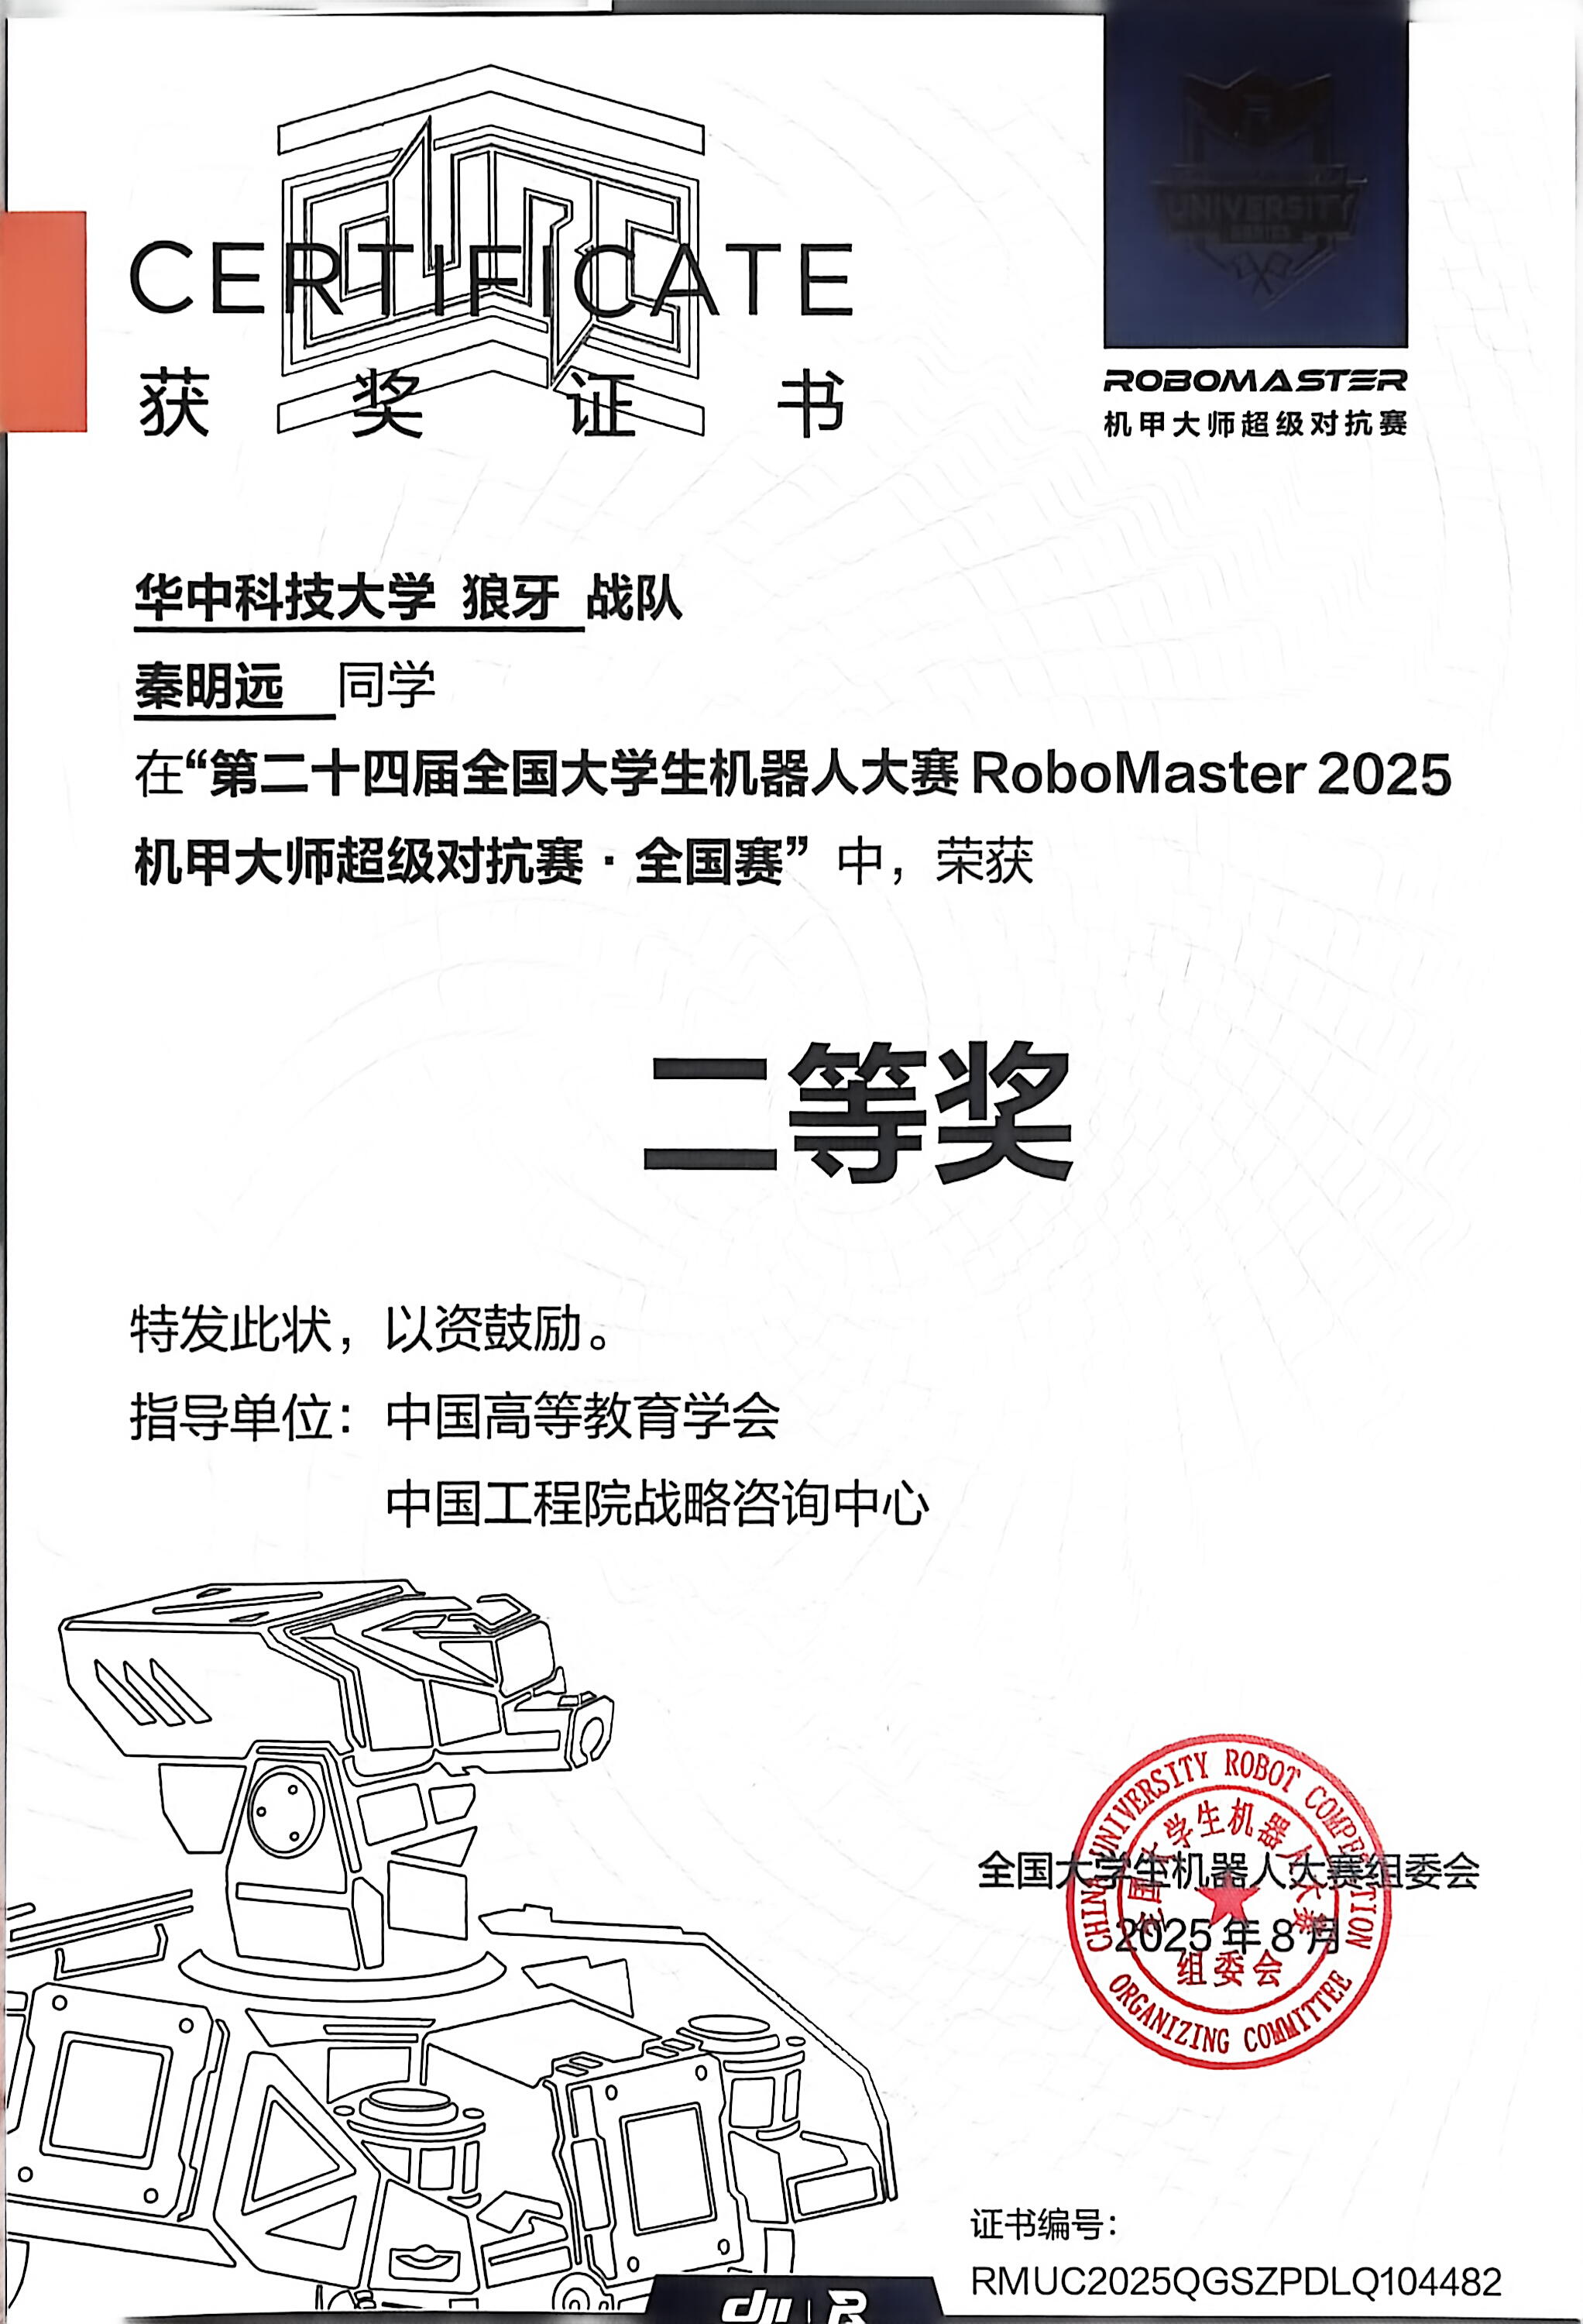 CERTIFICATE
获奖证书
UNIVERSITY
SERIES
ROBOMASTER
机甲大师超级对抗赛
华中科技大学 狼牙 战队
秦明远 同学
在“第二十四届全国大学生机器人大赛 RoboMaster 2025
机甲大师超级对抗赛·全国赛”中，荣获
二等奖
特发此状，以资鼓励。
指导单位：中国高等教育学会
中国工程院战略咨询中心
全国大学生机器人大赛组委会
2025 年 8 月
CHINA UNIVERSITY ROBOT COMPETITION
全国大学生机器人大赛
组委会
ORGANIZING COMMITTEE
证书编号：
RMUC2025QGSZPDLQ104482
dji